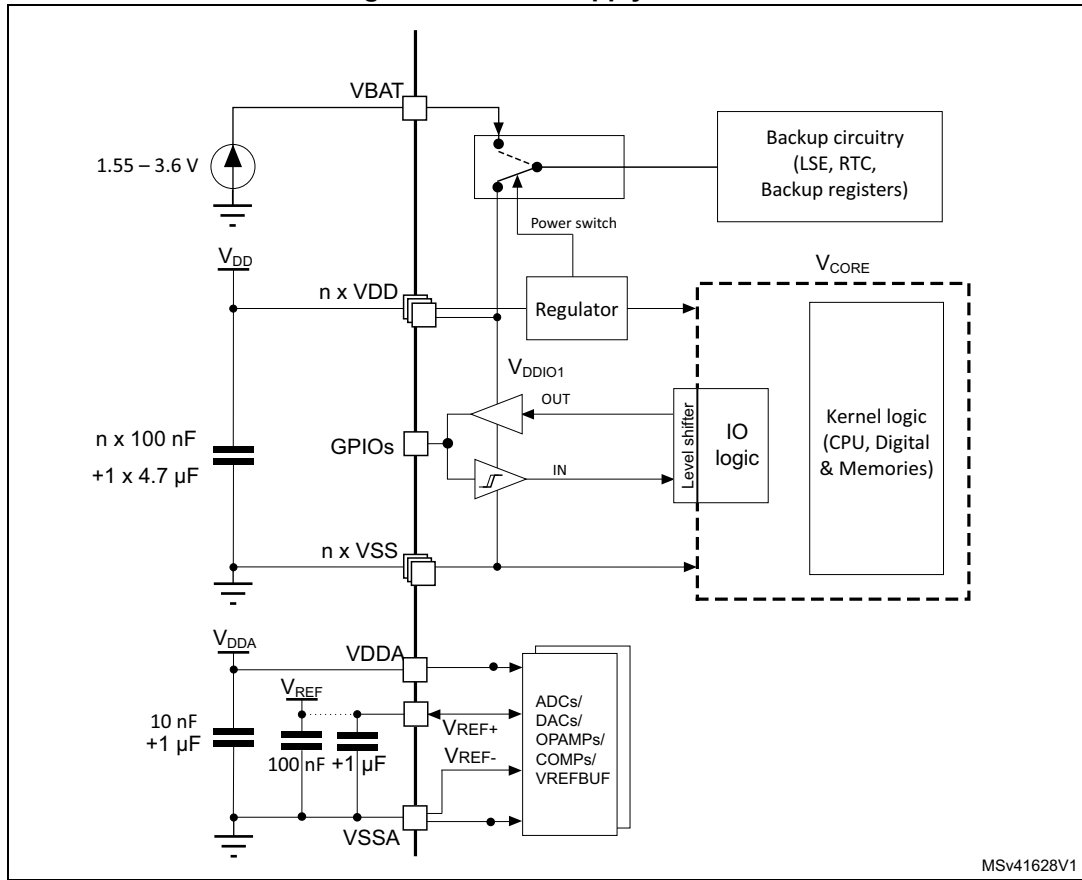 VBAT
1.55 – 3.6 V
Backup circuitry
(LSE, RTC,
Backup registers)
Power switch
VDD
n x VDD
Regulator
VCORE
VDDIO1
OUT
GPIOs
IN
Level shifter
IO
logic
Kernel logic
(CPU, Digital
& Memories)
n x 100 nF
+1 x 4.7 µF
n x VSS
VDDA
VDDA
VREF
10 nF
+1 µF
100 nF
+1 µF
VREF+
VREF-
ADCs/
DACs/
OPAMPs/
COMPs/
VREFBUF
VSSA
MSv41628V1